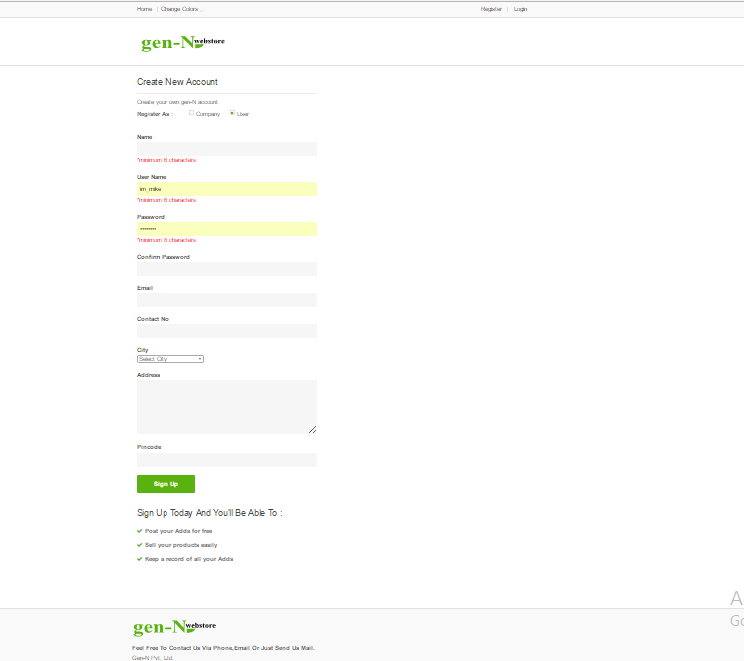 Home | Change Colors ..
Register | Login
gen-N webstore
Create New Account
Create your own gen-N account
Register As : Company User
Name
*minimum 6 characters
User Name
im_mike
*minimum 6 characters
Password
********
*minimum 8 characters
Confirm Password
Email
Contact No
City
Select City
Address
Pincode
Sign Up
Sign Up Today And You'll Be Able To :
Post your Adds for free
Sell your products easily
Keep a record of all your Adds
gen-N webstore
Feel Free To Contact Us Via Phone,Email Or Just Send Us Mail.
Gen-N Pvt. Ltd.